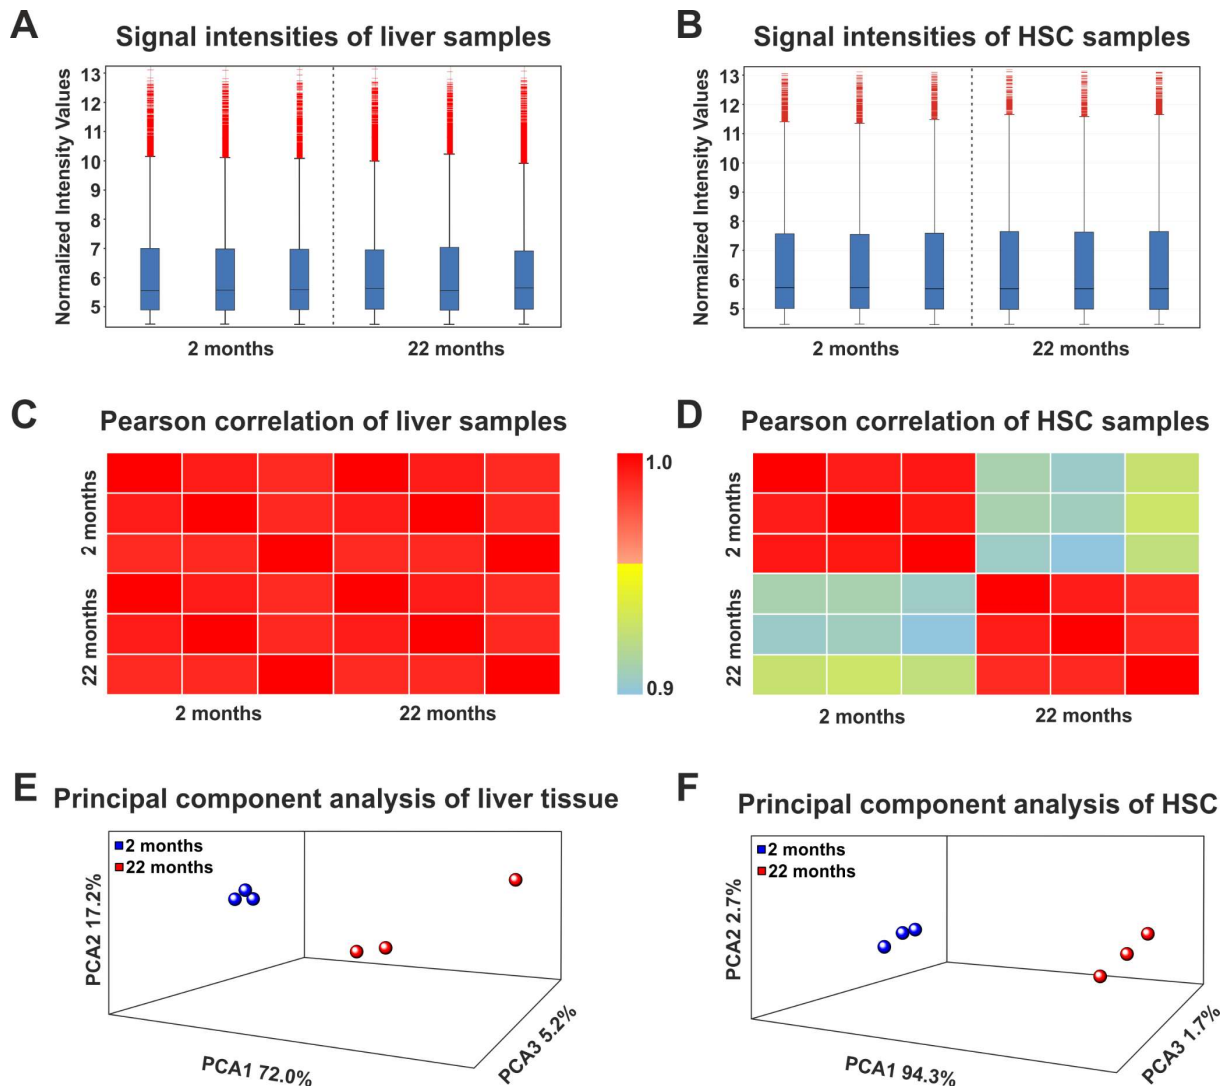 A
Signal intensities of liver samples
Normalized Intensity Values
13
12
11
10
9
8
7
6
5
2 months
22 months
B
Signal intensities of HSC samples
Normalized Intensity Values
13
12
11
10
9
8
7
6
5
2 months
22 months
C
Pearson correlation of liver samples
2 months
22 months
2 months
22 months
1.0
0.9
D
Pearson correlation of HSC samples
2 months
22 months
2 months
22 months
E
Principal component analysis of liver tissue
2 months
22 months
PCA2 17.2%
PCA1 72.0%
PCA3 5.2%
F
Principal component analysis of HSC
2 months
22 months
PCA2 2.7%
PCA1 94.3%
PCA3 1.7%